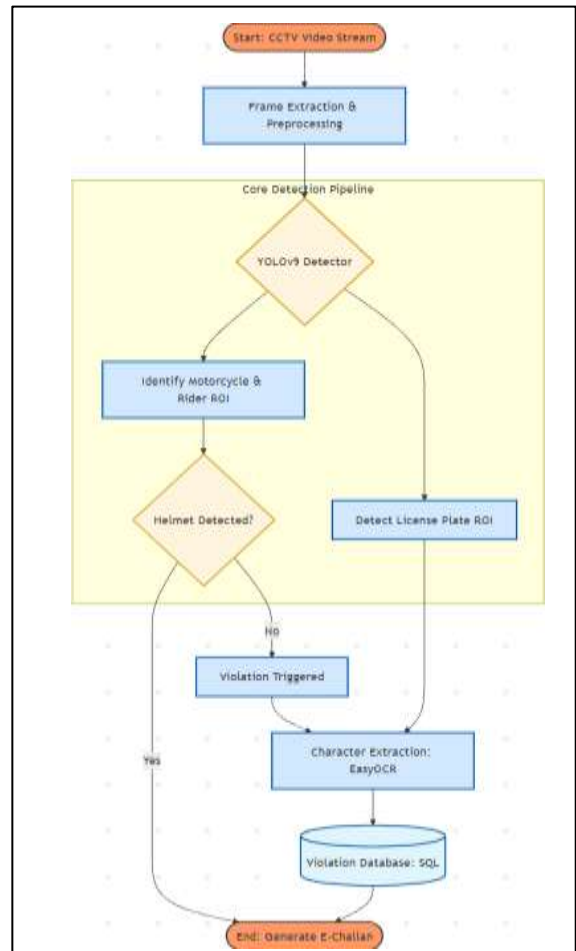 Start: CCTV Video Stream
Frame Extraction &
Preprocessing
Core Detection Pipeline
YOLOv9 Detector
Identify Motorcycle &
Rider ROI
Helmet Detected?
Detect License Plate ROI
No
Violation Triggered
Character Extraction:
EasyOCR
Yes
Violation Database: SQL
End: Generate E-Challan